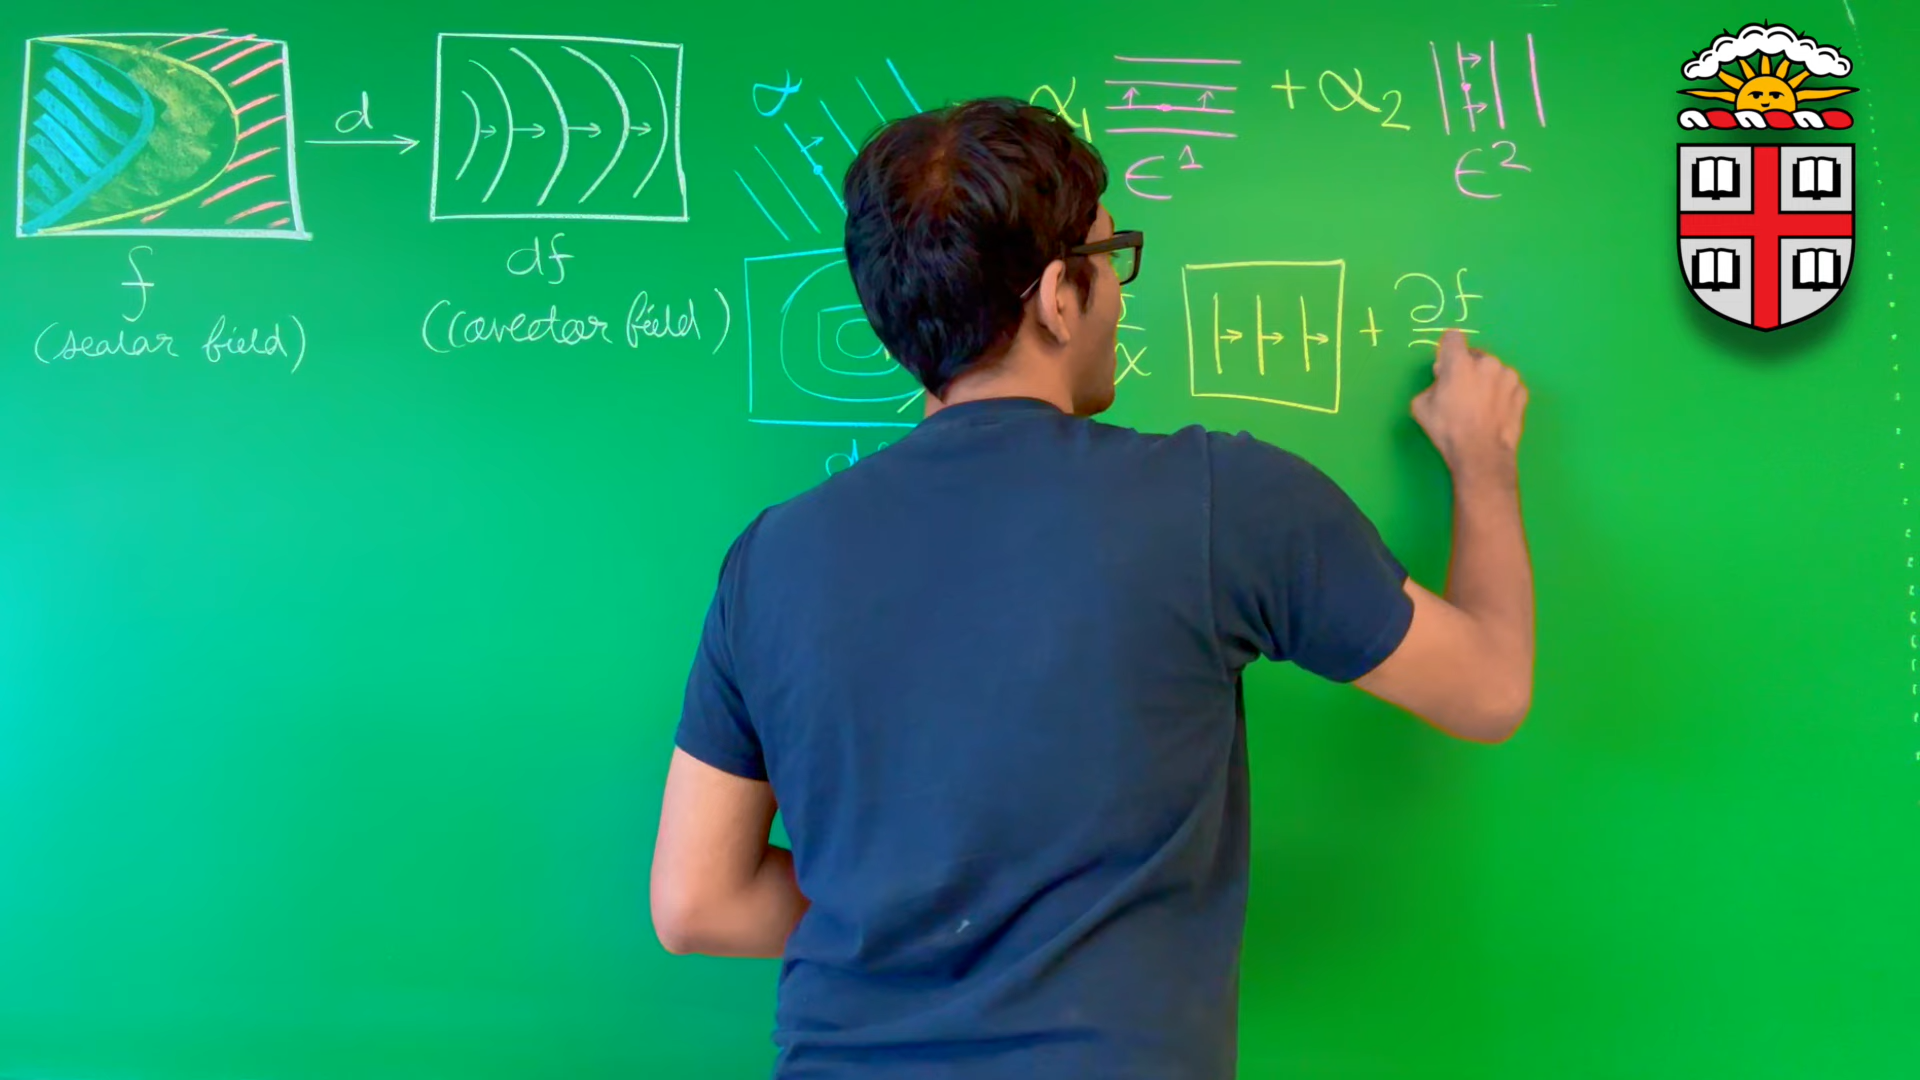 d
f
(scalar field)
df
(covector field)
α
α₁
ϵ¹
+ α₂
ϵ²
x
+ ∂f